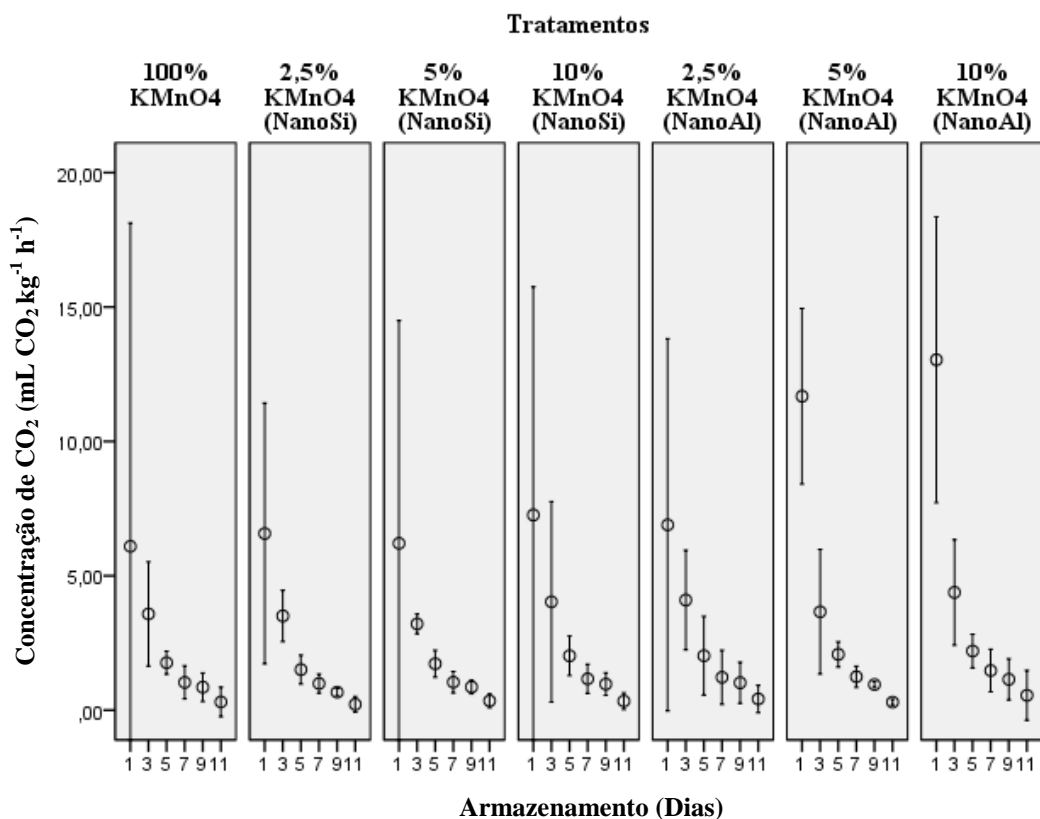 Tratamentos
100% KMnO4
2,5% KMnO4 (NanoSi)
5% KMnO4 (NanoSi)
10% KMnO4 (NanoSi)
2,5% KMnO4 (NanoAl)
5% KMnO4 (NanoAl)
10% KMnO4 (NanoAl)
Concentração de CO₂ (mL CO₂ kg⁻¹ h⁻¹)
20,00
15,00
10,00
5,00
,00
1 3 5 7 9 11
1 3 5 7 9 11
1 3 5 7 9 11
1 3 5 7 9 11
1 3 5 7 9 11
1 3 5 7 9 11
1 3 5 7 9 11
Armazenamento (Dias)